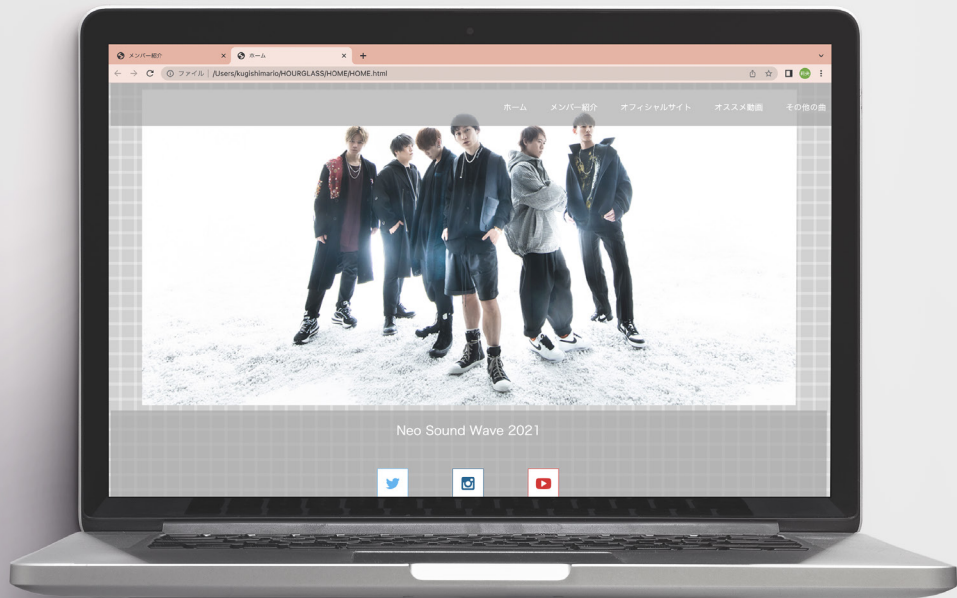 メンバー紹介
ホーム
ファイル | /Users/kugishimario/HOURGLASS/HOME/HOME.html
ホーム メンバー紹介 オフィシャルサイト オススメ動画 その他の曲
Neo Sound Wave 2021